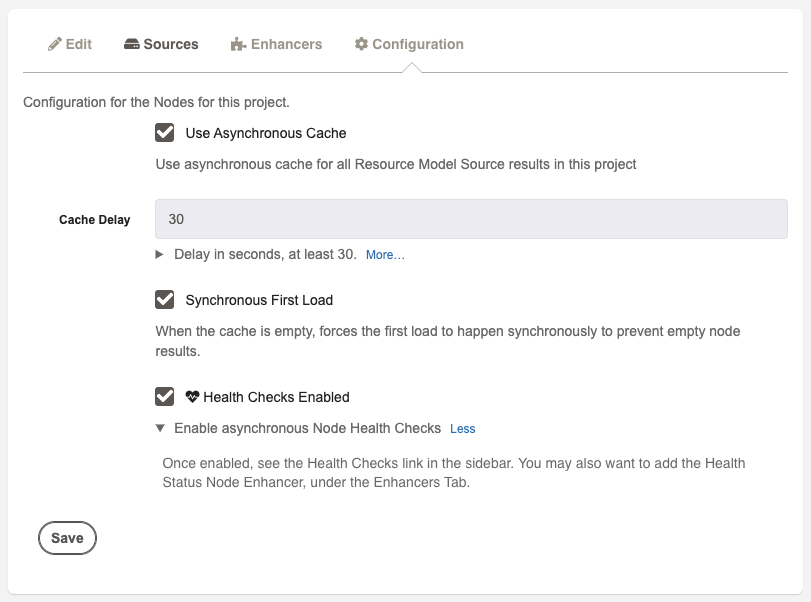 Edit Sources Enhancers Configuration
Configuration for the Nodes for this project.
Use Asynchronous Cache
Use asynchronous cache for all Resource Model Source results in this project
Cache Delay 30
Delay in seconds, at least 30. More…
Synchronous First Load
When the cache is empty, forces the first load to happen synchronously to prevent empty node
results.
Health Checks Enabled
Enable asynchronous Node Health Checks Less
Once enabled, see the Health Checks link in the sidebar. You may also want to add the Health
Status Node Enhancer, under the Enhancers Tab.
Save